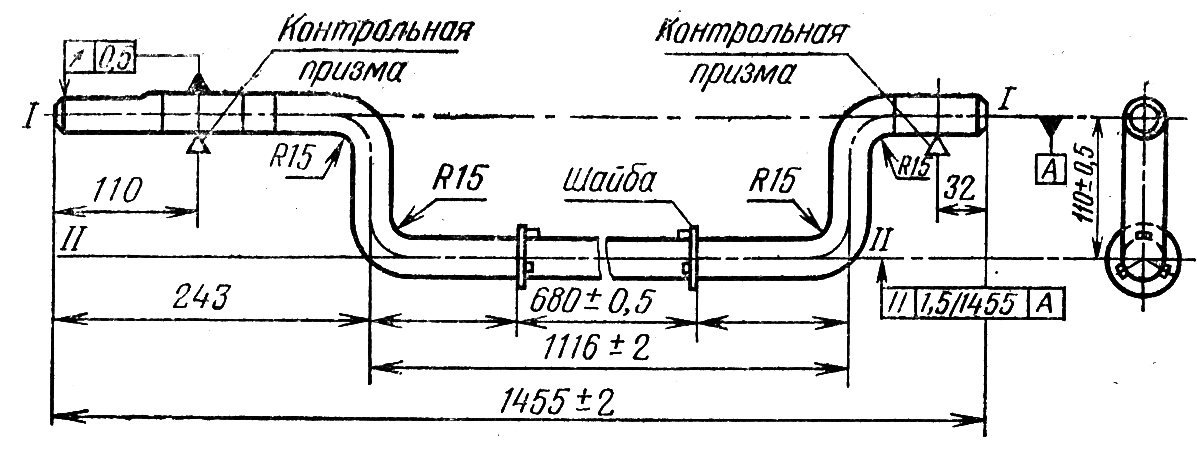 Контрольная
призма
Контрольная
призма
↗ 0,5
I
I
R15
R15
Шайба
R15
R15
A
110±0,5
110
32
II
II
243
680±0,5
// 1,5/1455 A
1116±2
1455±2